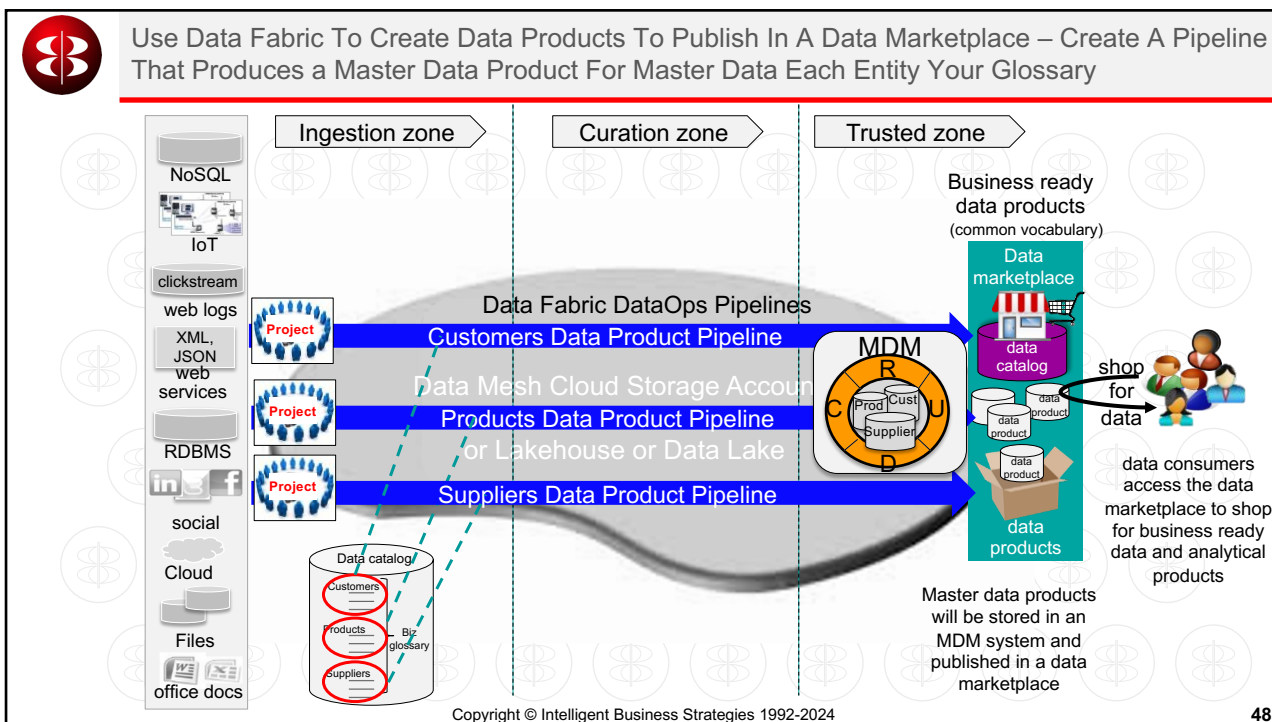 Use Data Fabric To Create Data Products To Publish In A Data Marketplace – Create A Pipeline
That Produces a Master Data Product For Master Data Each Entity Your Glossary
Ingestion zone
Curation zone
Trusted zone
NoSQL
IoT
clickstream
web logs
XML,
JSON
web
services
RDBMS
in
f
social
Cloud
Files
W
X
office docs
Project
Project
Project
Data Fabric DataOps Pipelines
Customers Data Product Pipeline
Data Mesh Cloud Storage Accoun
Products Data Product Pipeline
or Lakehouse or Data Lake
Suppliers Data Product Pipeline
Data catalog
Customers
Products
Suppliers
Biz
glossary
MDM
R
C
U
D
Prod
Cust
Supplier
Business ready
data products
(common vocabulary)
Data
marketplace
data
catalog
data
product
data
product
data
product
data
product
data
products
shop
for
data
data consumers
access the data
marketplace to shop
for business ready
data and analytical
products
Master data products
will be stored in an
MDM system and
published in a data
marketplace
Copyright © Intelligent Business Strategies 1992-2024
48